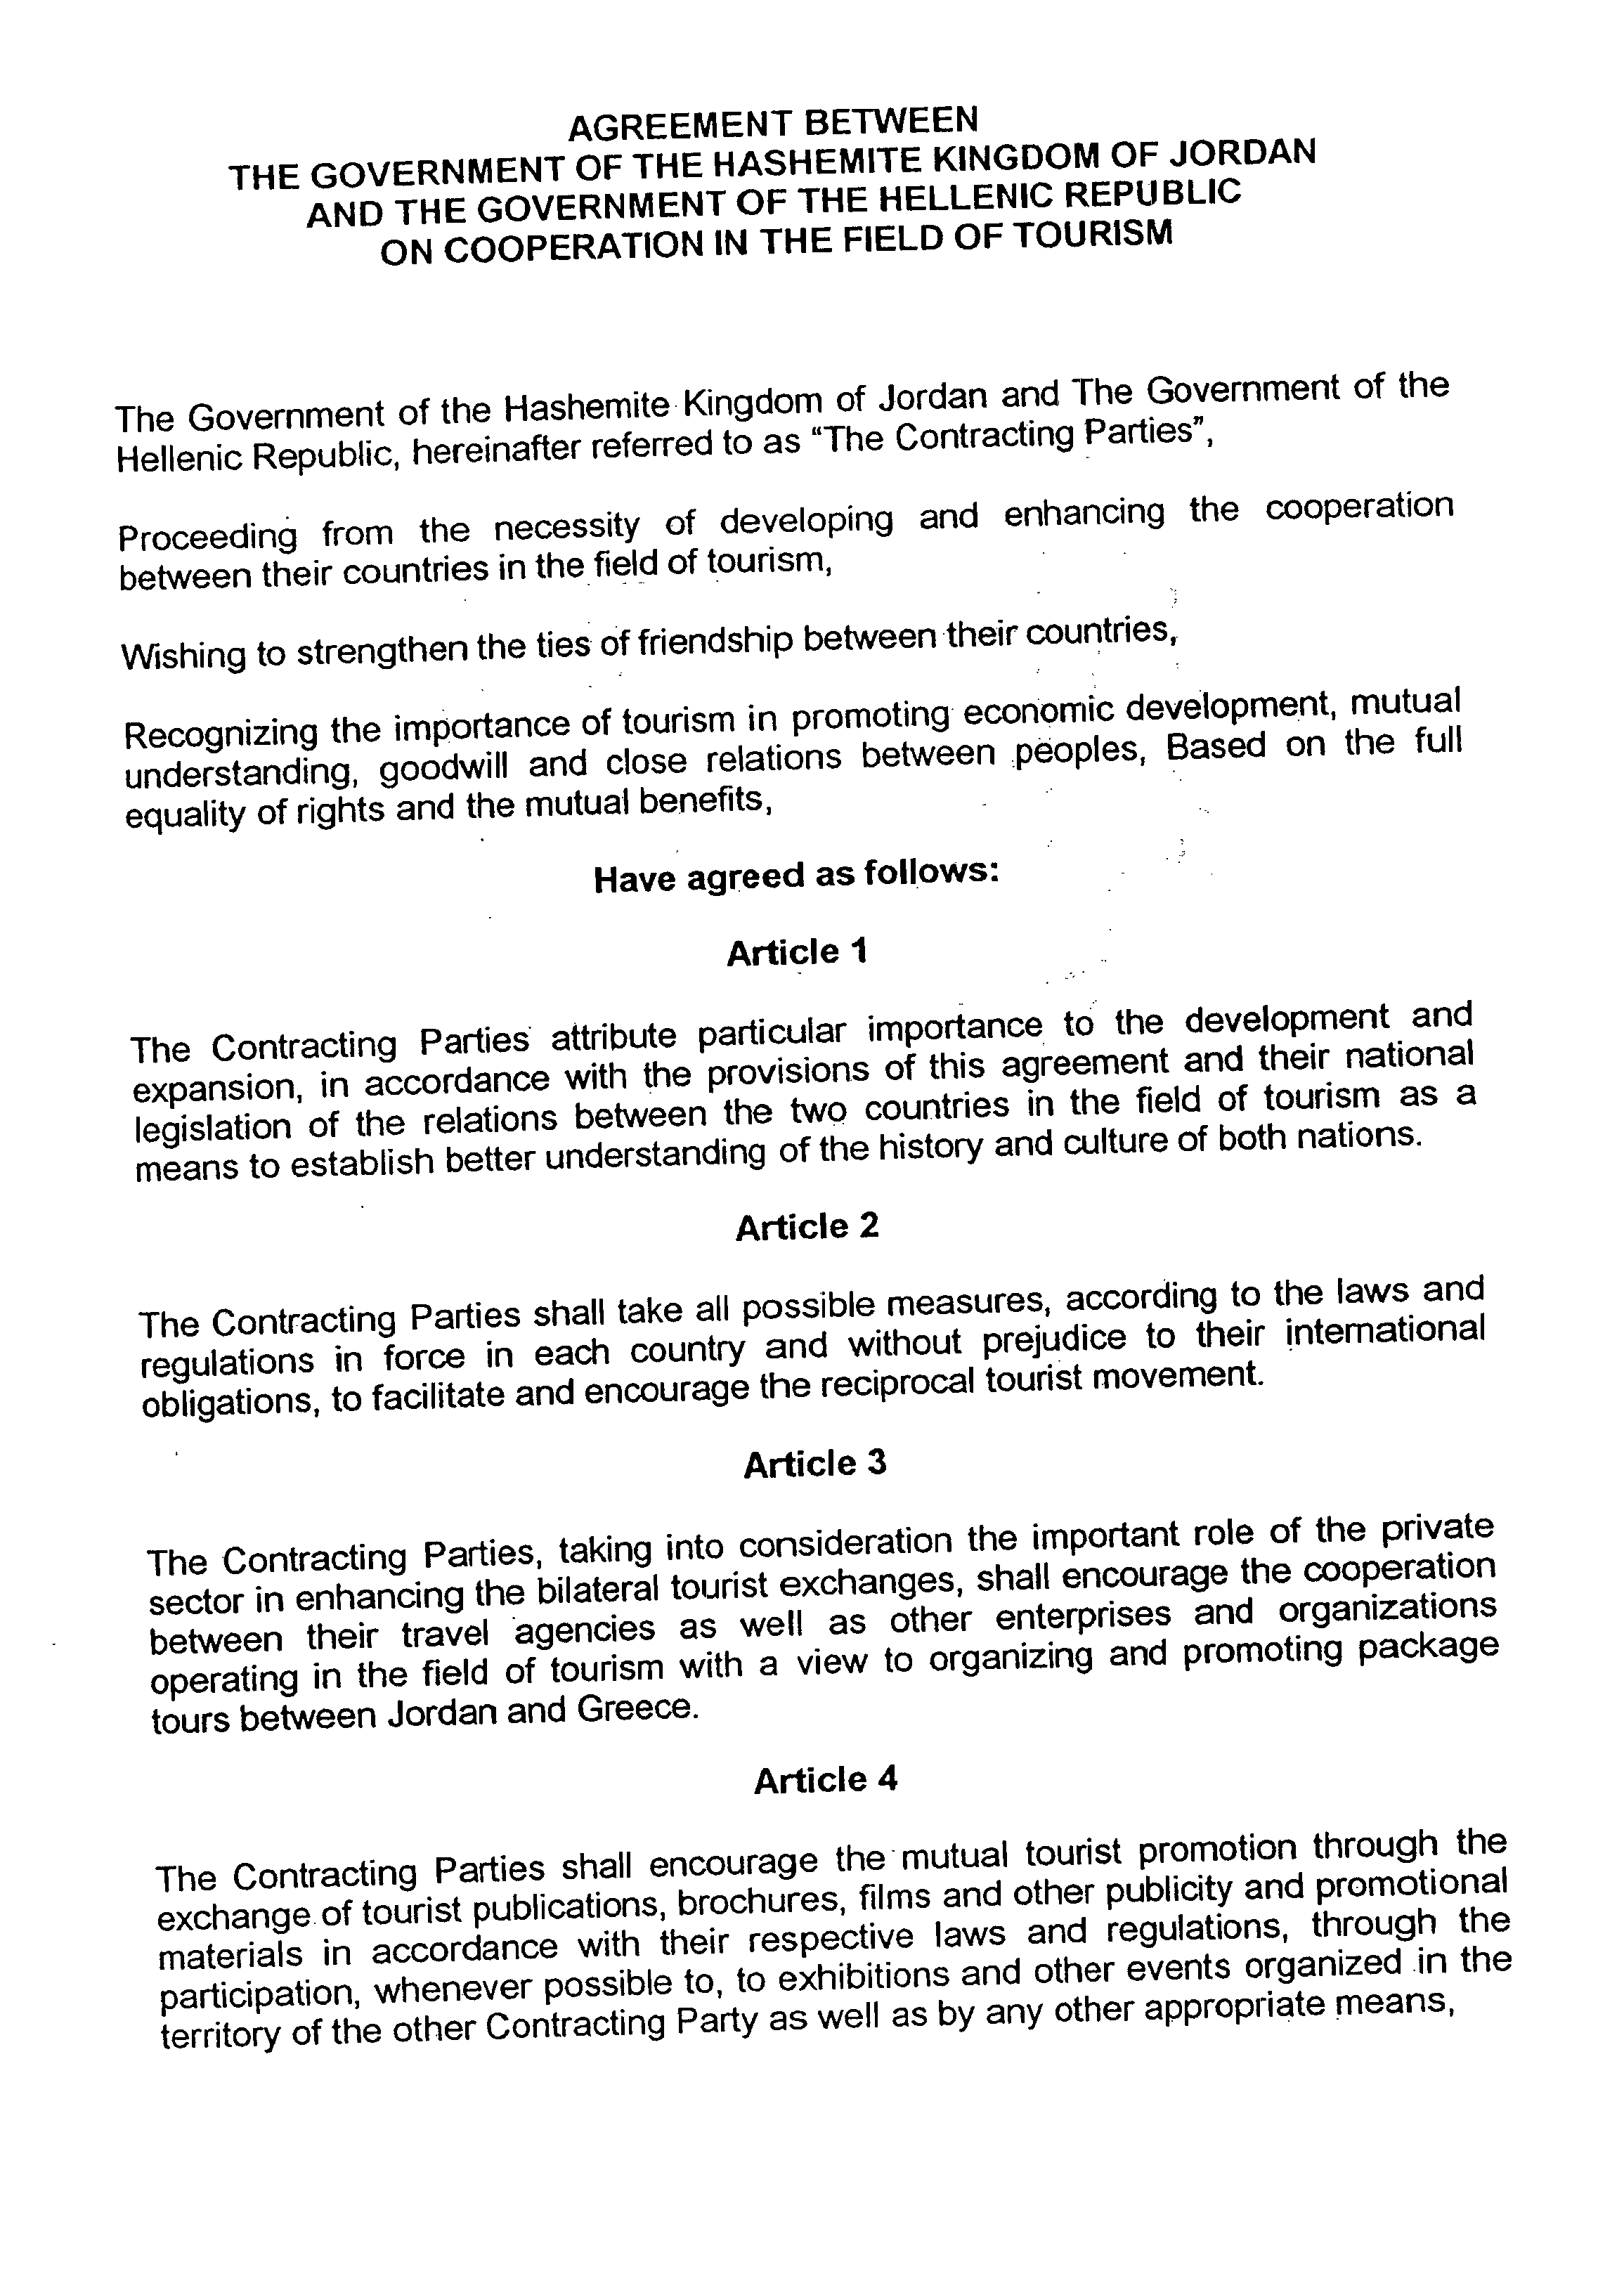 AGREEMENT BETWEEN
THE GOVERNMENT OF THE HASHEMITE KINGDOM OF JORDAN
AND THE GOVERNMENT OF THE HELLENIC REPUBLIC
ON COOPERATION IN THE FIELD OF TOURISM
The Government of the Hashemite Kingdom of Jordan and The Government of the
Hellenic Republic, hereinafter referred to as “The Contracting Parties”,
Proceeding from the necessity of developing and enhancing the cooperation
between their countries in the field of tourism,
Wishing to strengthen the ties of friendship between their countries,
Recognizing the importance of tourism in promoting economic development, mutual
understanding, goodwill and close relations between peoples, Based on the full
equality of rights and the mutual benefits,
Have agreed as follows:
Article 1
The Contracting Parties attribute particular importance to the development and
expansion, in accordance with the provisions of this agreement and their national
legislation of the relations between the two countries in the field of tourism as a
means to establish better understanding of the history and culture of both nations.
Article 2
The Contracting Parties shall take all possible measures, according to the laws and
regulations in force in each country and without prejudice to their international
obligations, to facilitate and encourage the reciprocal tourist movement.
Article 3
The Contracting Parties, taking into consideration the important role of the private
sector in enhancing the bilateral tourist exchanges, shall encourage the cooperation
between their travel agencies as well as other enterprises and organizations
operating in the field of tourism with a view to organizing and promoting package
tours between Jordan and Greece.
Article 4
The Contracting Parties shall encourage the mutual tourist promotion through the
exchange of tourist publications, brochures, films and other publicity and promotional
materials in accordance with their respective laws and regulations, through the
participation, whenever possible to, to exhibitions and other events organized in the
territory of the other Contracting Party as well as by any other appropriate means,